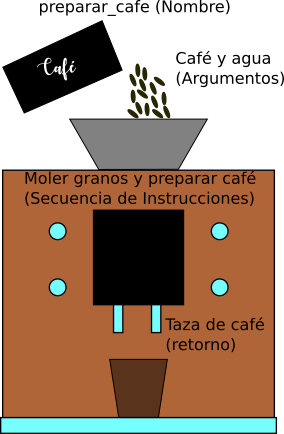 preparar_cafe (Nombre)
Café
Café y agua
(Argumentos)
Moler granos y preparar café
(Secuencia de Instrucciones)
Taza de café
(retorno)